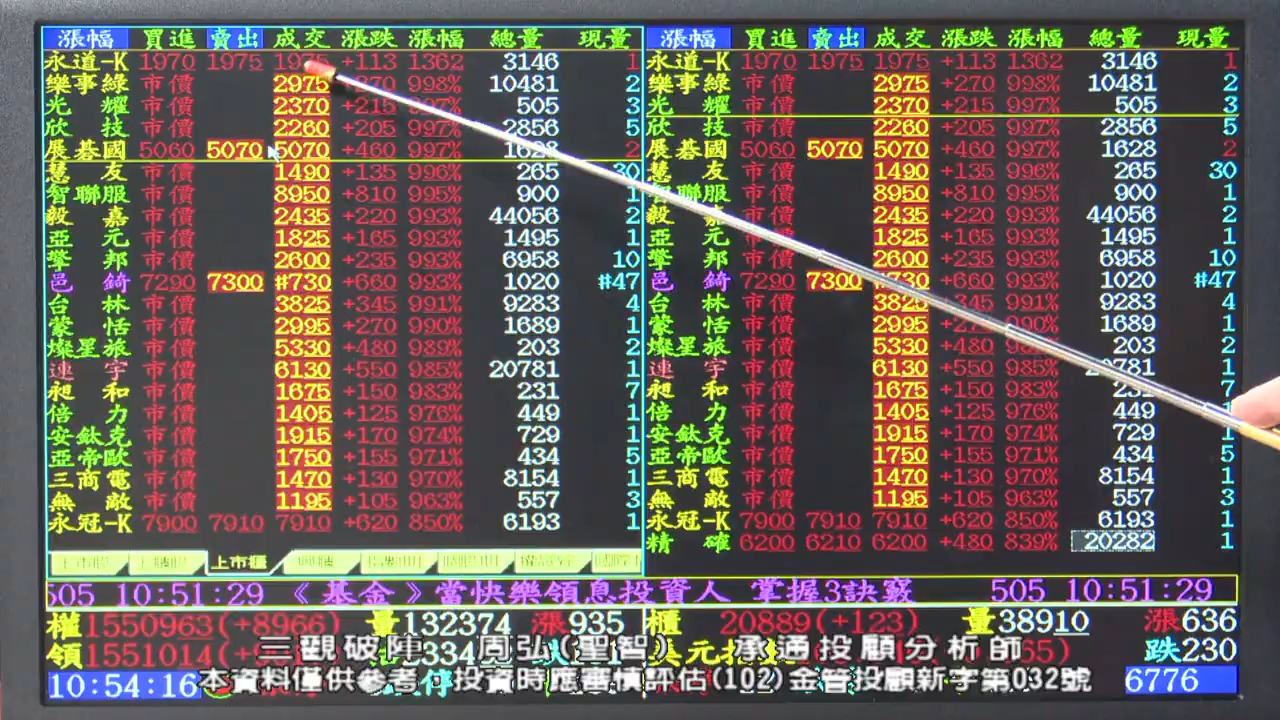 漲幅 買進 賣出 成交 漲跌 漲幅 總量 現量 漲幅 買進 賣出 成交 漲跌 漲幅 總量 現量
永道-K 1970 1975 +113 1362 3146 1 永道-K 1970 1975 1975 +113 1362 3146 1
樂事綠 市價 2975 +270 998% 10481 2 樂事綠 市價 2975 +270 998% 10481 2
光耀 市價 2370 +215 997% 505 3 光耀 市價 2370 +215 997% 505 3
欣技 市價 2260 +205 997% 2856 5 欣技 市價 2260 +205 997% 2856 5
展碁國 5060 5070 5070 +460 997% 1628 2 展碁國 5060 5070 5070 +460 997% 1628 2
慧友 市價 1490 +135 996% 265 30 慧友 市價 1490 +135 996% 265 30
智聯服 市價 8950 +810 995% 900 1 智聯服 市價 8950 +810 995% 900 1
毅嘉 市價 2435 +220 993% 44056 2 毅嘉 市價 2435 +220 993% 44056 2
亞元 市價 1825 +165 993% 1495 1 亞元 市價 1825 +165 993% 1495 1
擎邦 市價 2600 +235 993% 6958 10 擎邦 市價 2600 +235 993% 6958 10
邑錡 7290 7300 #730 +660 993% 1020 #47 邑錡 7290 7300 #730 +660 993% 1020 #47
台林 市價 3825 +345 991% 9283 4 台林 市價 3825 +345 991% 9283 4
蒙恬 市價 2995 +270 990% 1689 1 蒙恬 市價 2995 990% 1689 1
燦星旅 市價 5330 +480 989% 203 2 燦星旅 市價 5330 +480 203 2
連宇 市價 6130 +550 985% 20781 1 連宇 市價 6130 +550 985% 1
昶和 市價 1675 +150 983% 231 7 昶和 市價 1675 +150 983% 231 7
倍力 市價 1405 +125 976% 449 1 倍力 市價 1405 +125 976% 449
安鈦克 市價 1915 +170 974% 729 1 安鈦克 市價 1915 +170 974% 729 1
亞帝歐 市價 1750 +155 971% 434 5 亞帝歐 市價 1750 +155 971% 434 5
三商電 市價 1470 +130 970% 8154 1 三商電 市價 1470 +130 970% 8154 1
無敵 市價 1195 +105 963% 557 3 無敵 市價 1195 +105 963% 557 3
永冠-K 7900 7910 7910 +620 850% 6193 1 永冠-K 7900 7910 7910 +620 850% 6193 1
精確 6200 6210 6200 +480 839% 20282 1
上市櫃
505 10:51:29 《基金》當快樂領息投資人 掌握3訣竅 505 10:51:29
權1550963(+8966) 量132374 漲935 櫃 20889(+123) 量38910 漲636
三觀破陣 周弘(聖智) 承通投顧分析師
領1551014 跌230
本資料僅供參考,投資時應審慎評估(102)金管投顧新字第032號
10:54:16 6776